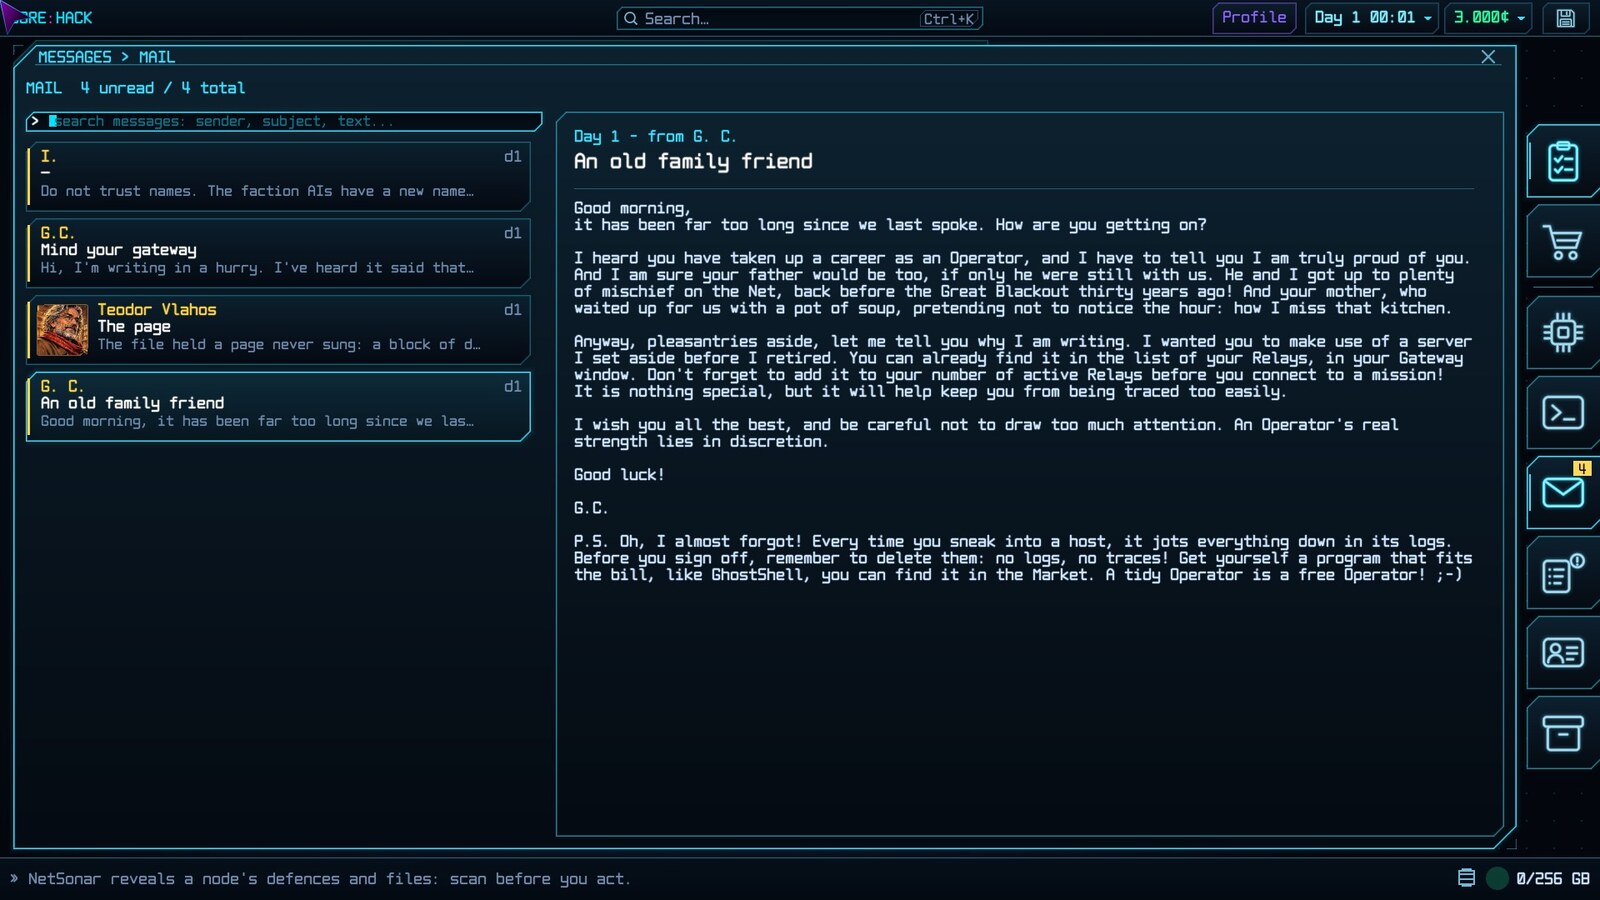 CORE:HACK
Search... Ctrl+K
Profile
Day 1 00:01
3.000¢
MESSAGES > MAIL
MAIL 4 unread / 4 total
> search messages: sender, subject, text...
I. d1
—
Do not trust names. The faction AIs have a new name…
G.C. d1
Mind your gateway
Hi, I'm writing in a hurry. I've heard it said that…
Teodor Vlahos d1
The page
The file held a page never sung: a block of d…
G. C. d1
An old family friend
Good morning, it has been far too long since we las…
Day 1 - from G. C.
An old family friend
Good morning,
it has been far too long since we last spoke. How are you getting on?
I heard you have taken up a career as an Operator, and I have to tell you I am truly proud of you.
And I am sure your father would be too, if only he were still with us. He and I got up to plenty
of mischief on the Net, back before the Great Blackout thirty years ago! And your mother, who
waited up for us with a pot of soup, pretending not to notice the hour: how I miss that kitchen.
Anyway, pleasantries aside, let me tell you why I am writing. I wanted you to make use of a server
I set aside before I retired. You can already find it in the list of your Relays, in your Gateway
window. Don't forget to add it to your number of active Relays before you connect to a mission!
It is nothing special, but it will help keep you from being traced too easily.
I wish you all the best, and be careful not to draw too much attention. An Operator's real
strength lies in discretion.
Good luck!
G.C.
P.S. Oh, I almost forgot! Every time you sneak into a host, it jots everything down in its logs.
Before you sign off, remember to delete them: no logs, no traces! Get yourself a program that fits
the bill, like GhostShell, you can find it in the Market. A tidy Operator is a free Operator! ;-)
4
» NetSonar reveals a node's defences and files: scan before you act.
0/256 GB